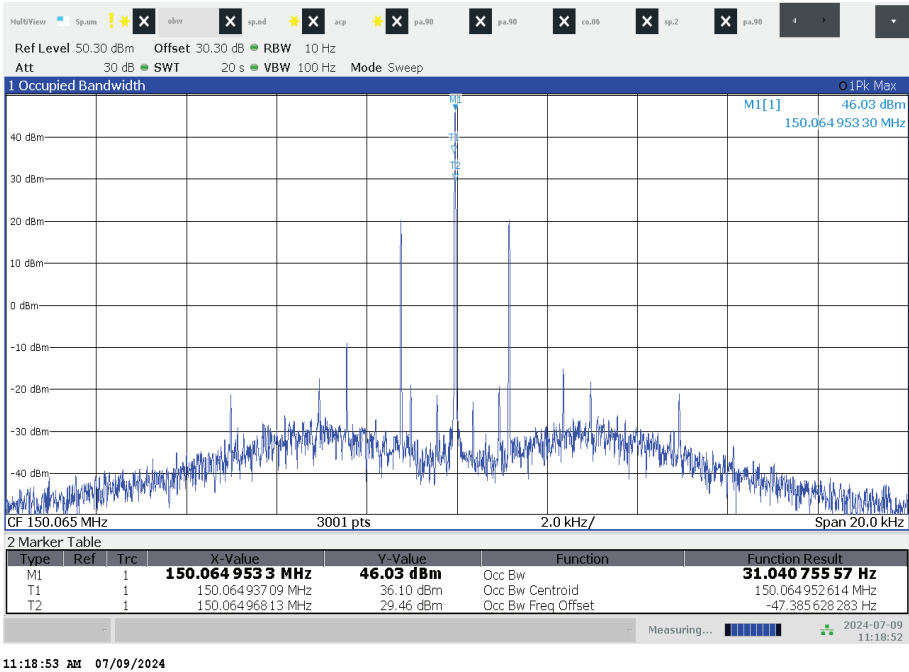 MultiView Sp.um obw sp.nd acp pa.90 pa.90 co.06 sp.2 pa.90
Ref Level 50.30 dBm Offset 30.30 dB RBW 10 Hz
Att 30 dB SWT 20 s VBW 100 Hz Mode Sweep
1 Occupied Bandwidth 1Pk Max
M1[1] 46.03 dBm
150.064 953 30 MHz
M1
40 dBm
T1
T2
30 dBm
20 dBm
10 dBm
0 dBm
-10 dBm
-20 dBm
-30 dBm
-40 dBm
CF 150.065 MHz 3001 pts 2.0 kHz/ Span 20.0 kHz
2 Marker Table
Type Ref Trc X-Value Y-Value Function Function Result
M1 1 150.064 953 3 MHz 46.03 dBm Occ Bw 31.040 755 57 Hz
T1 1 150.064 937 09 MHz 36.10 dBm Occ Bw Centroid 150.064 952 614 MHz
T2 1 150.064 968 13 MHz 29.46 dBm Occ Bw Freq Offset -47.385 628 283 Hz
Measuring... 2024-07-09
11:18:52
11:18:53 AM 07/09/2024